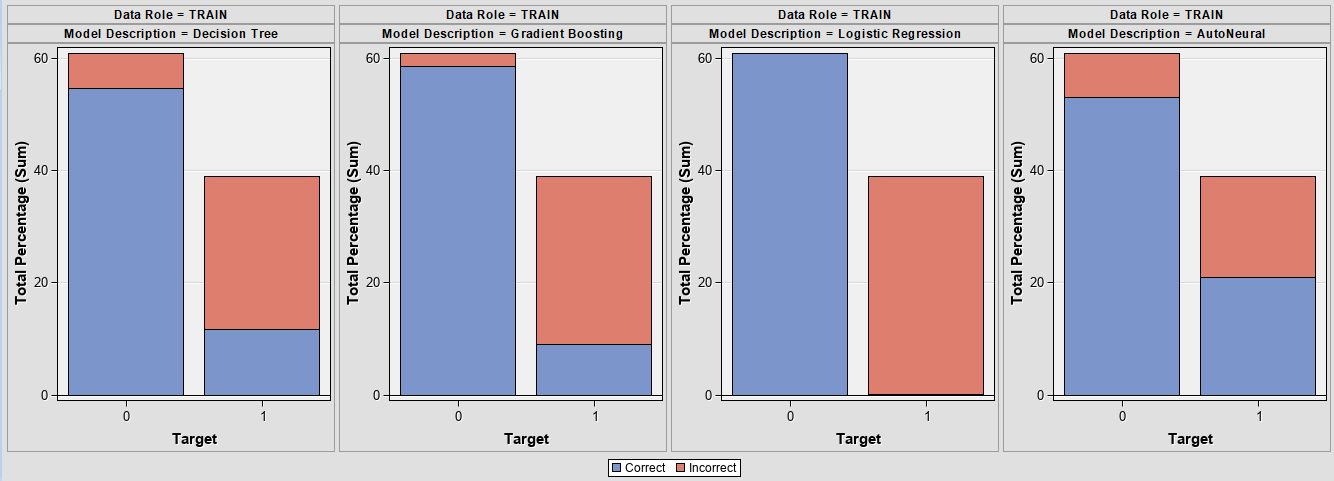 Data Role = TRAIN
Model Description = Decision Tree
Total Percentage (Sum)
60
40
20
0
0 1
Target
Data Role = TRAIN
Model Description = Gradient Boosting
Total Percentage (Sum)
60
40
20
0
0 1
Target
Data Role = TRAIN
Model Description = Logistic Regression
Total Percentage (Sum)
60
40
20
0
0 1
Target
Data Role = TRAIN
Model Description = AutoNeural
Total Percentage (Sum)
60
40
20
0
0 1
Target
Correct Incorrect